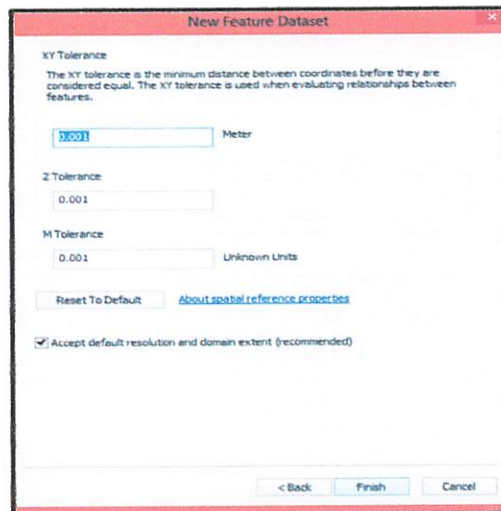 New Feature Dataset
XY Tolerance
The XY tolerance is the minimum distance between coordinates before they are
considered equal. The XY tolerance is used when evaluating relationships between
features.
0.001 Meter
Z Tolerance
0.001
M Tolerance
0.001 Unknown Units
Reset To Default About spatial reference properties
Accept default resolution and domain extent (recommended)
< Back Finish Cancel